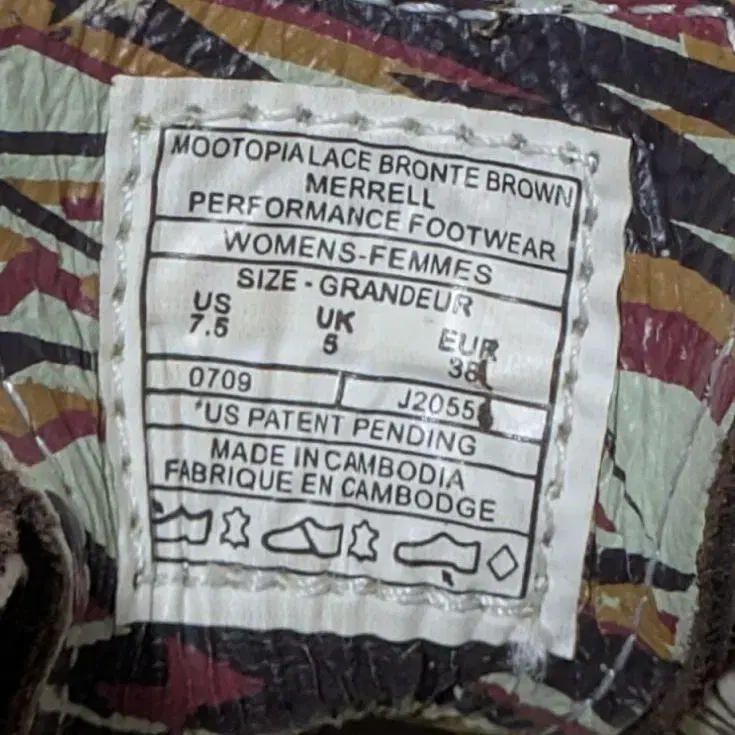 MOOTOPIA LACE BRONTE BROWN
MERRELL
PERFORMANCE FOOTWEAR
WOMENS-FEMMES
SIZE - GRANDEUR
US UK EUR
7.5 5 38
0709
*US PATENT PENDING
MADE IN CAMBODIA
FABRIQUE EN CAMBODGE